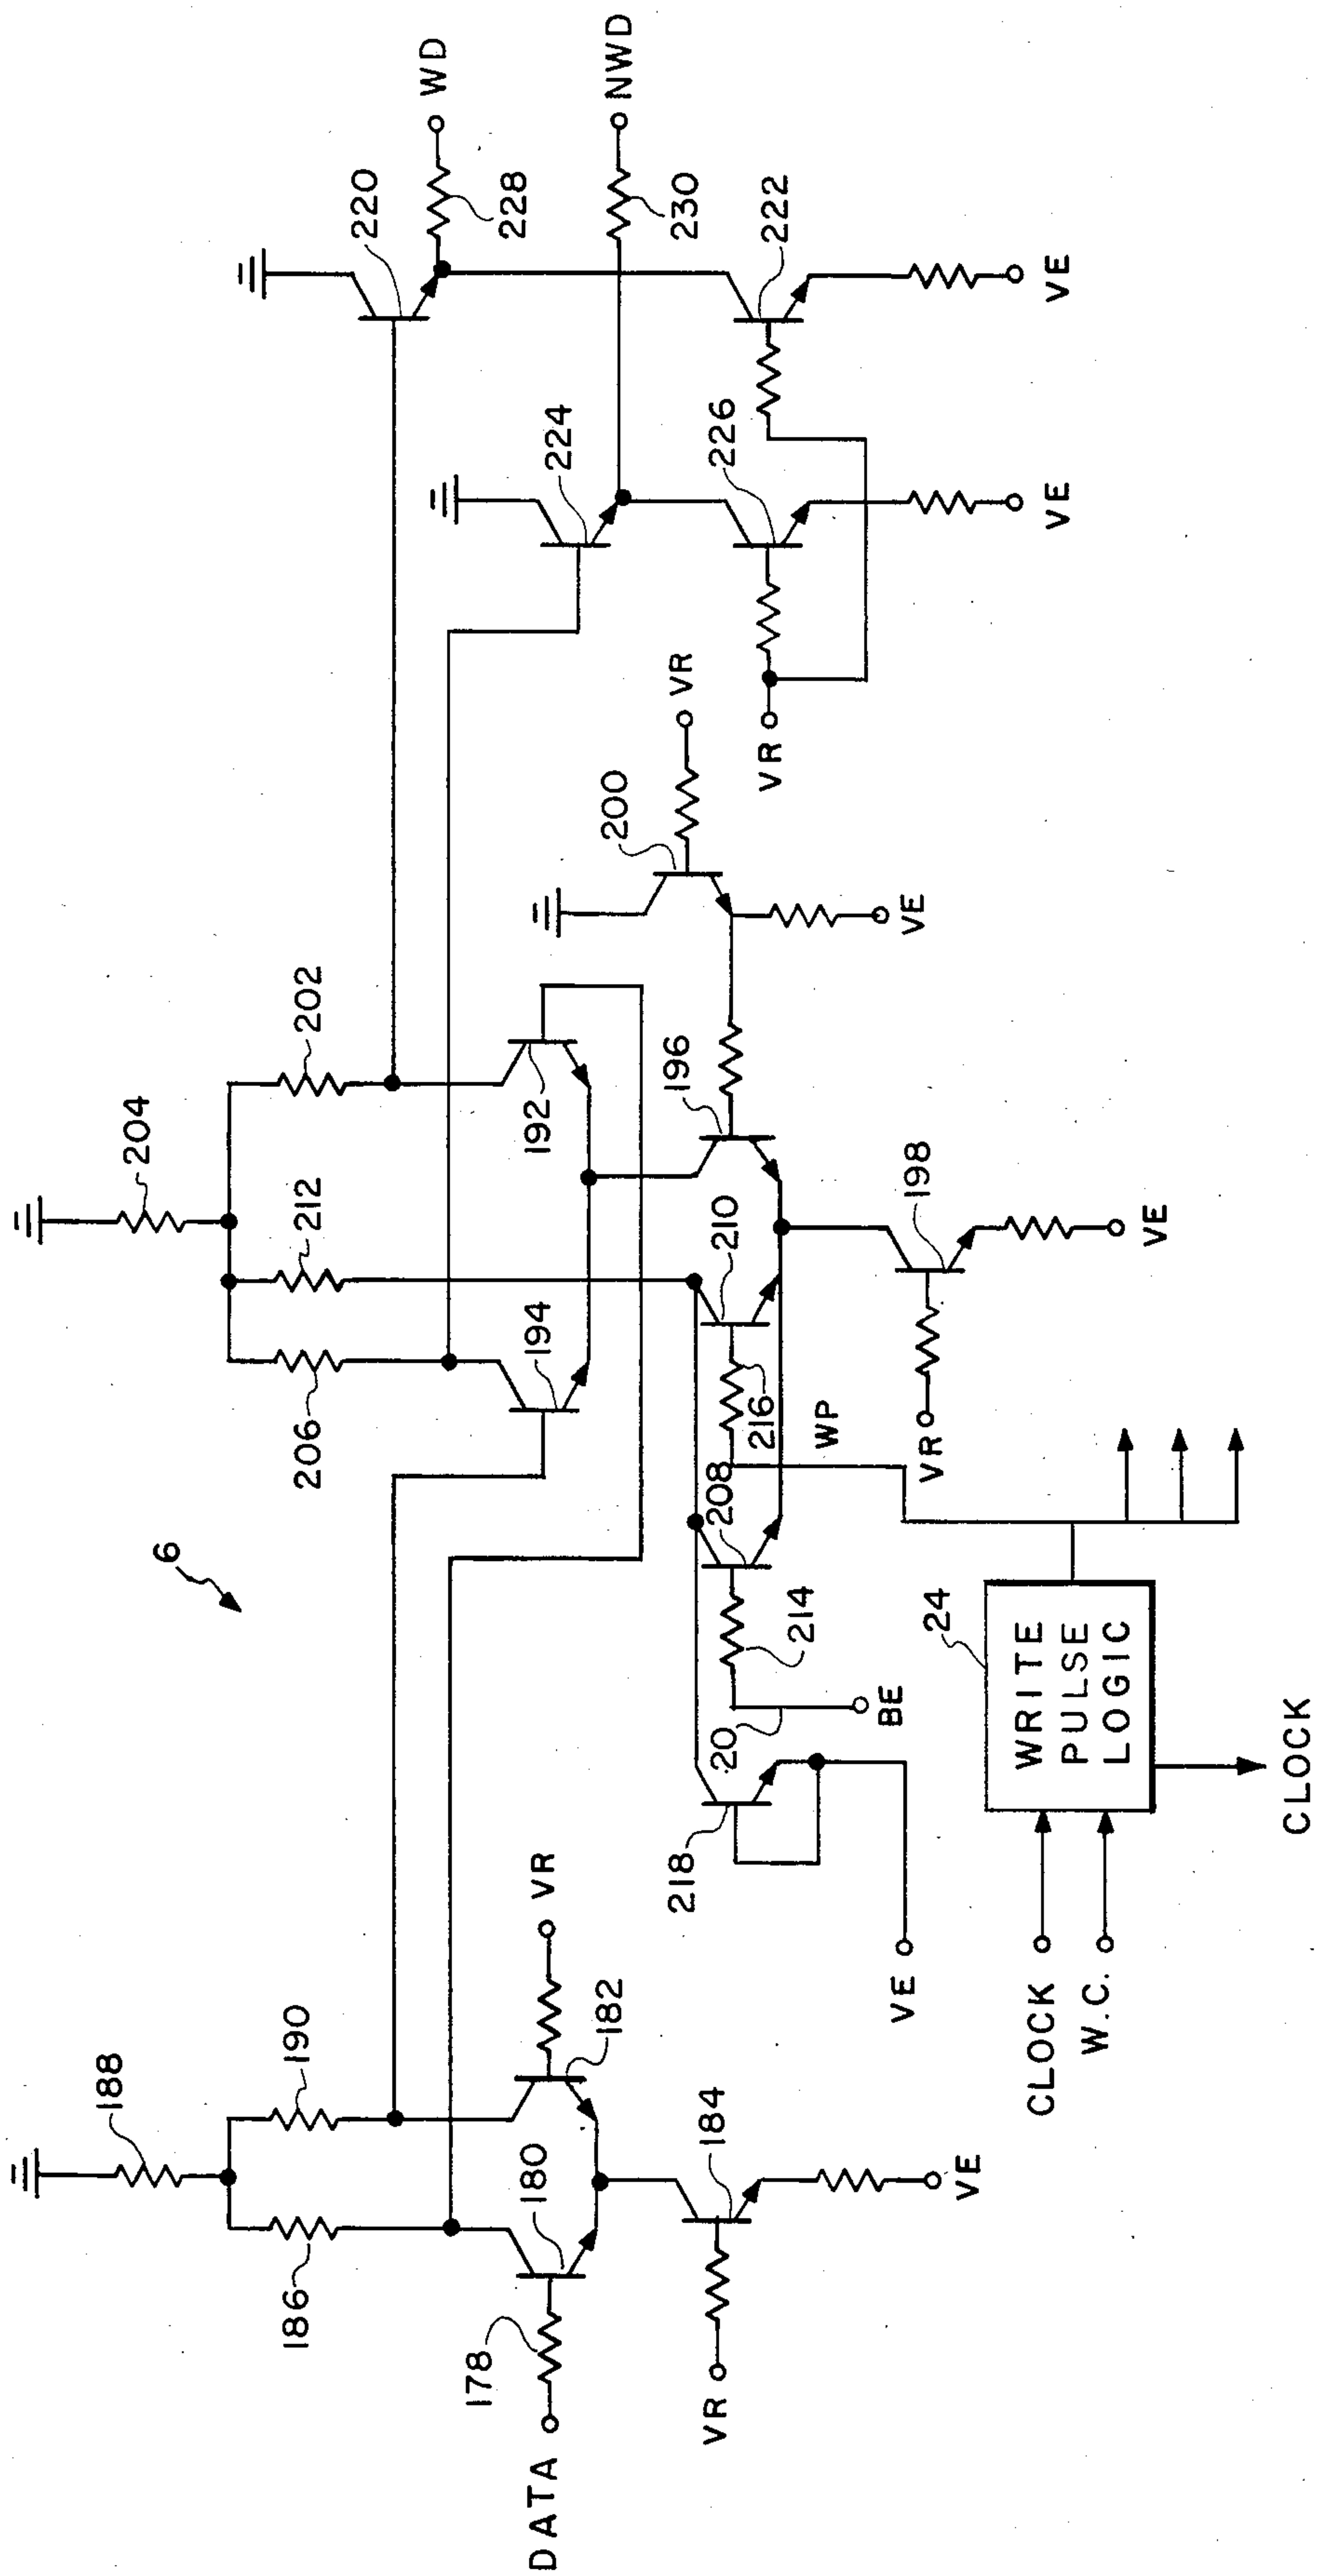 6
188
186
190
178
DATA
180
182
VR
184
VR
VE
204
206
212
202
194
192
218
VE
20
BE
214
208
216
WP
210
196
200
VR
VE
198
VR
VE
24
WRITE
PULSE
LOGIC
CLOCK
W.C.
CLOCK
220
WD
228
NWD
230
224
226
222
VR
VE
VE